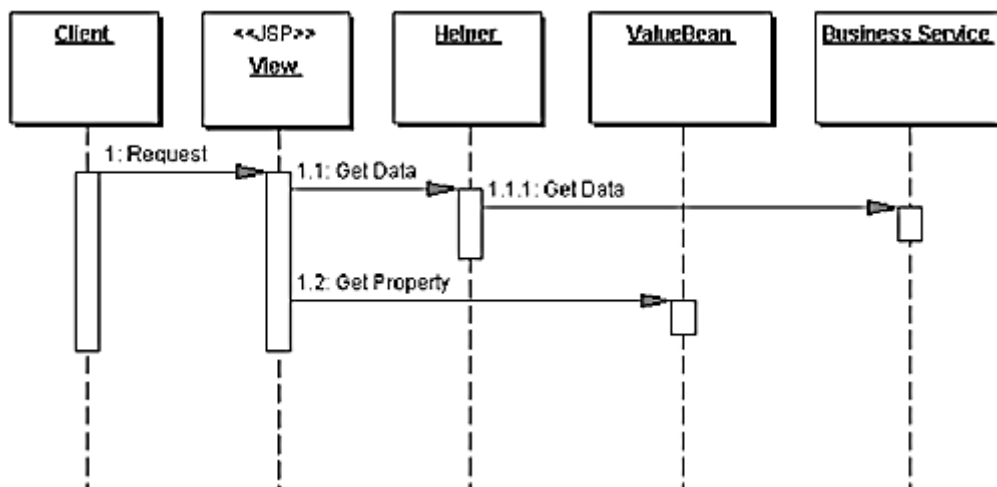 Client
<<JSP>>
View
Helper
ValueBean
Business Service
1: Request
1.1: Get Data
1.1.1: Get Data
1.2: Get Property